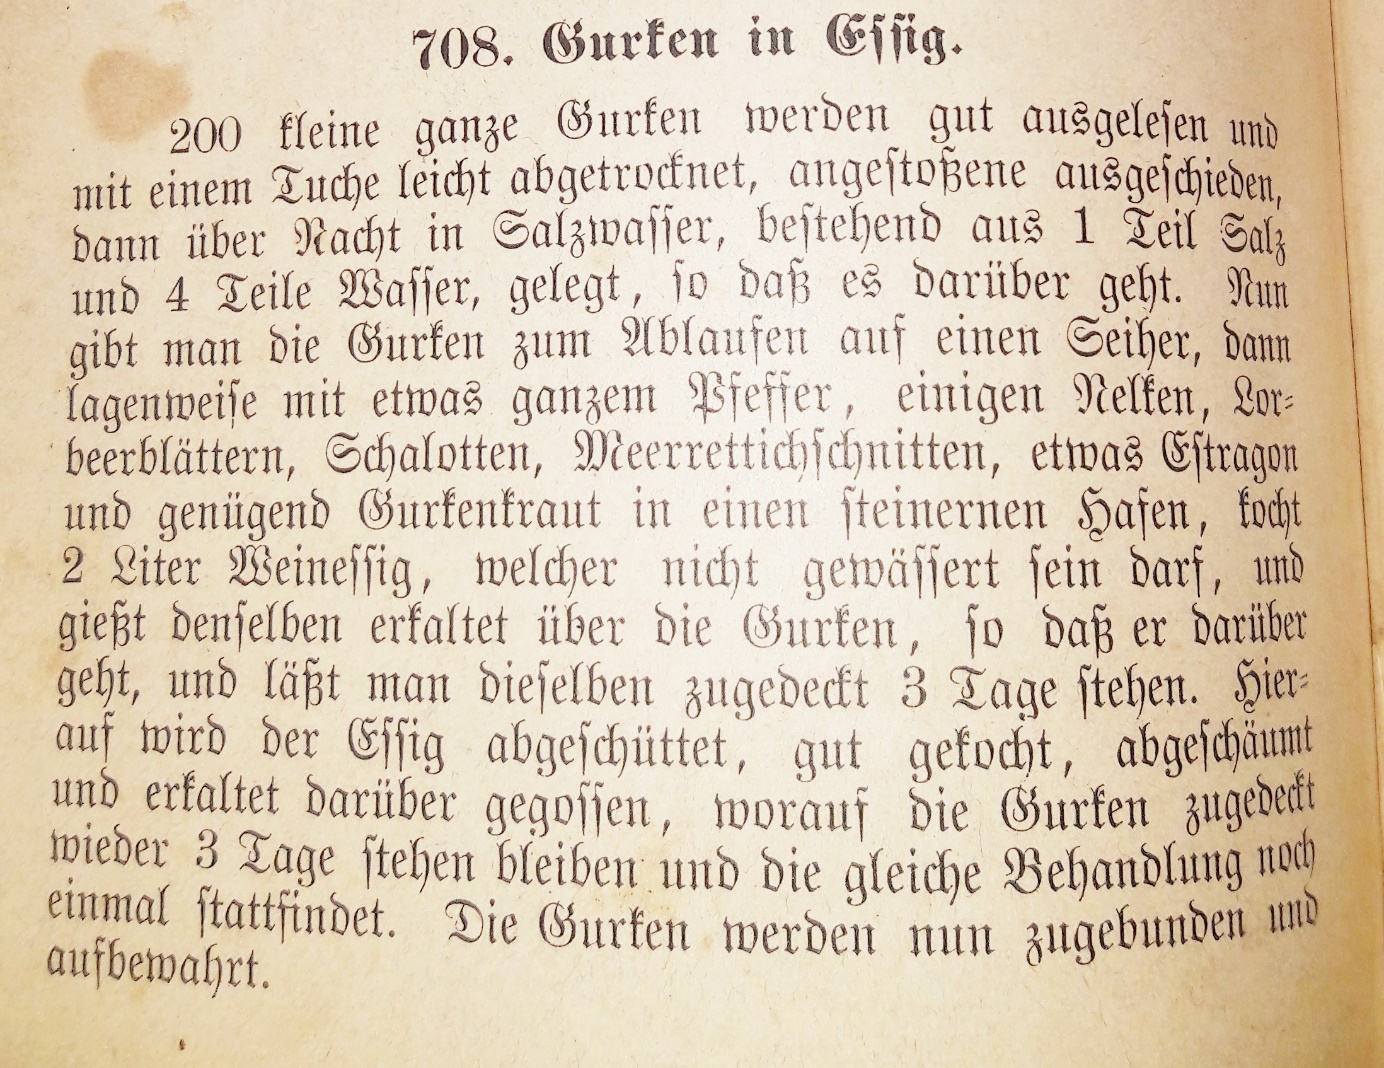 708. Gurken in Essig.
200 kleine ganze Gurken werden gut ausgelesen und
mit einem Tuche leicht abgetrocknet, angestoßene ausgeschieden,
dann über Nacht in Salzwasser, bestehend aus 1 Teil Salz
und 4 Teile Wasser, gelegt, so daß es darüber geht. Nun
gibt man die Gurken zum Ablaufen auf einen Seiher, dann
lagenweise mit etwas ganzem Pfeffer, einigen Nelken, Lor-
beerblättern, Schalotten, Meerrettichschnitten, etwas Estragon
und genügend Gurkenkraut in einen steinernen Hafen, kocht
2 Liter Weinessig, welcher nicht gewässert sein darf, und
gießt denselben erkaltet über die Gurken, so daß er darüber
geht, und läßt man dieselben zugedeckt 3 Tage stehen. Hier-
auf wird der Essig abgeschüttet, gut gekocht, abgeschäumt
und erkaltet darüber gegossen, worauf die Gurken zugedeckt
wieder 3 Tage stehen bleiben und die gleiche Behandlung noch
einmal stattfindet. Die Gurken werden nun zugebunden und
aufbewahrt.